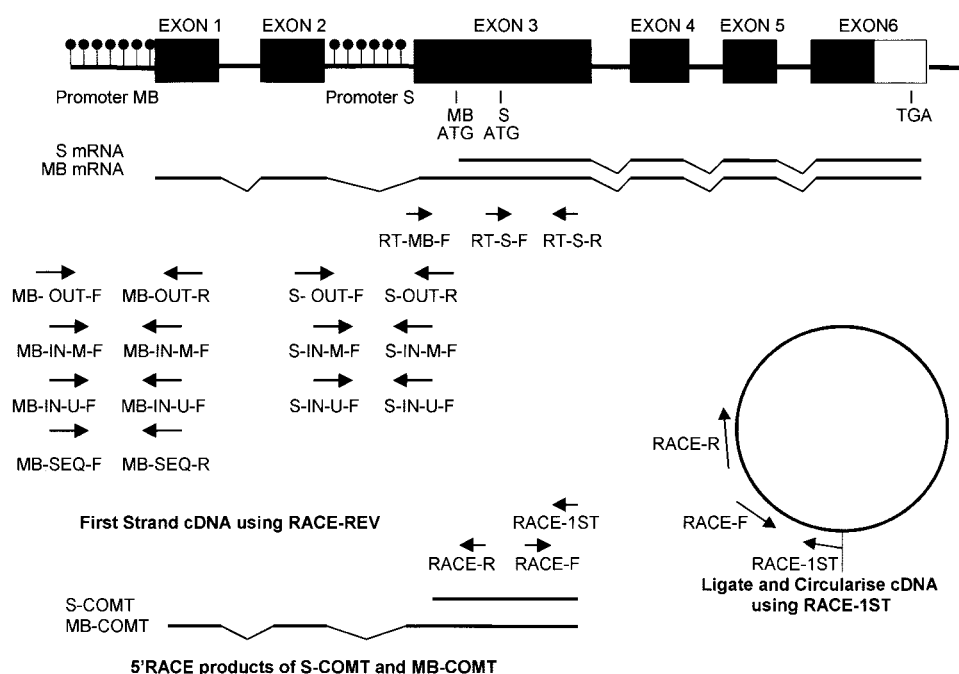 EXON 1 EXON 2 EXON 3 EXON 4 EXON 5 EXON6
Promoter MB Promoter S
MB S TGA
ATG ATG
S mRNA
MB mRNA
RT-MB-F RT-S-F RT-S-R
MB- OUT-F MB-OUT-R S- OUT-F S-OUT-R
MB-IN-M-F MB-IN-M-F S-IN-M-F S-IN-M-F
MB-IN-U-F MB-IN-U-F S-IN-U-F S-IN-U-F
MB-SEQ-F MB-SEQ-R
RACE-R
RACE-F
RACE-1ST
Ligate and Circularise cDNA
using RACE-1ST
First Strand cDNA using RACE-REV
RACE-1ST
RACE-R RACE-F
S-COMT
MB-COMT
5'RACE products of S-COMT and MB-COMT